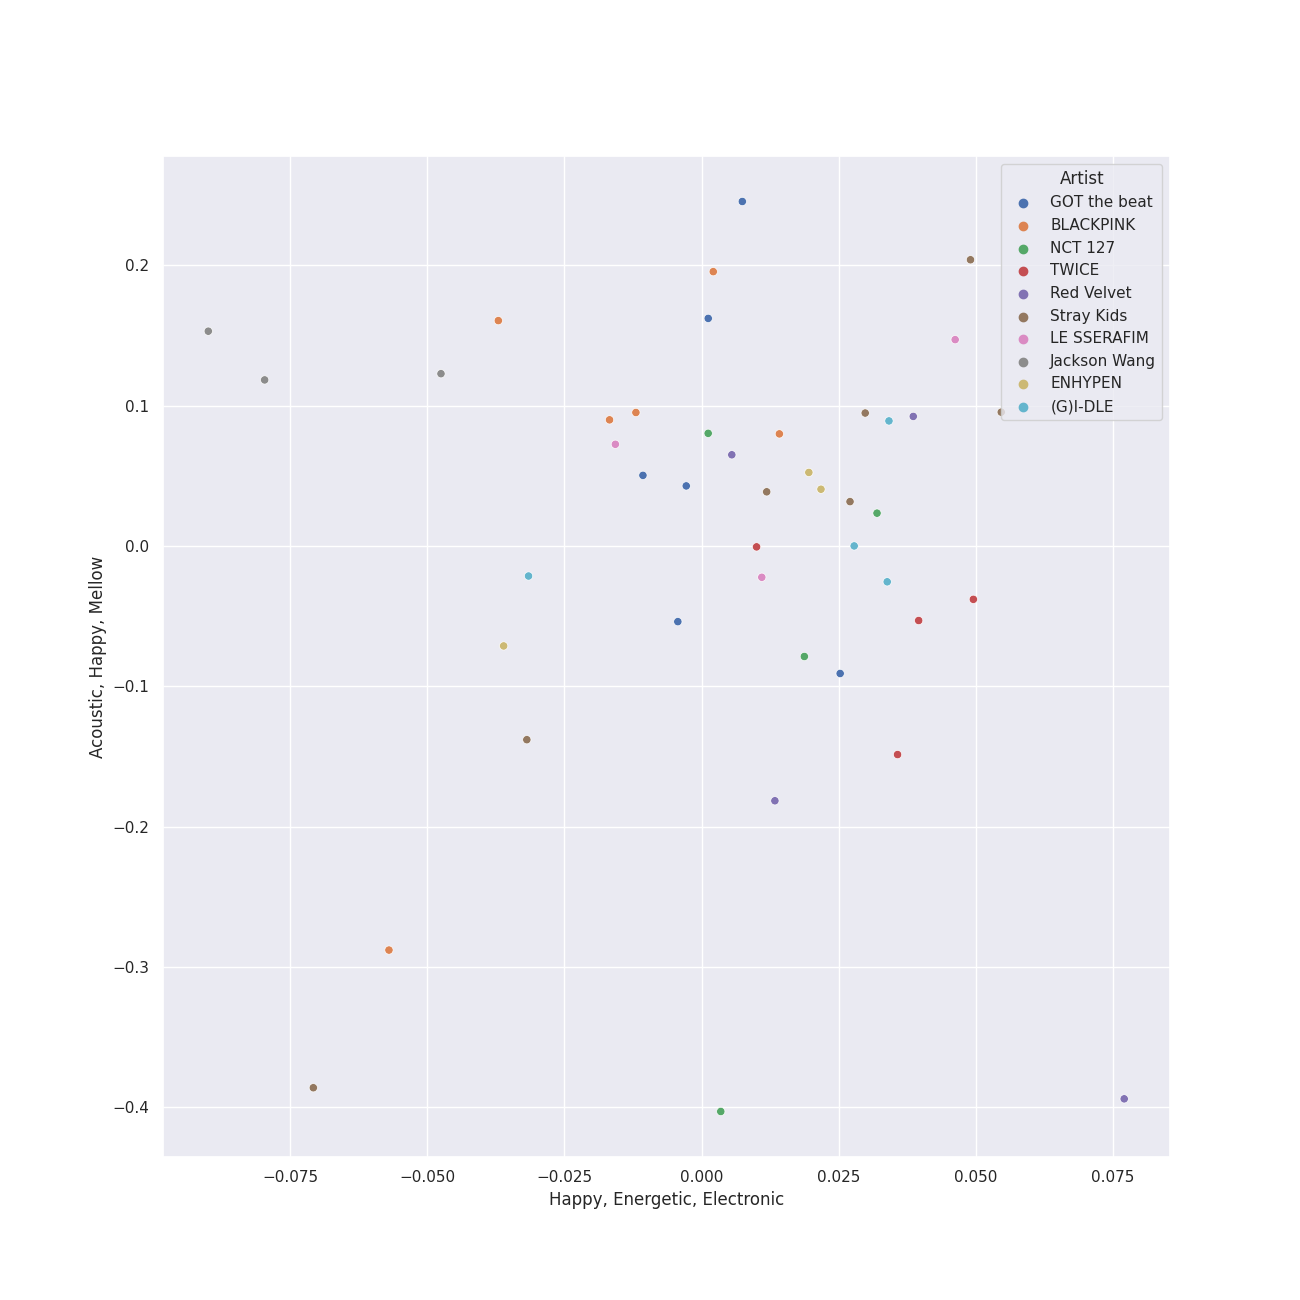 Artist
GOT the beat
BLACKPINK
NCT 127
TWICE
Red Velvet
Stray Kids
LE SSERAFIM
Jackson Wang
ENHYPEN
(G)I-DLE
0.2
0.1
0.0
−0.1
−0.2
−0.3
−0.4
Acoustic, Happy, Mellow
−0.075 −0.050 −0.025 0.000 0.025 0.050 0.075
Happy, Energetic, Electronic